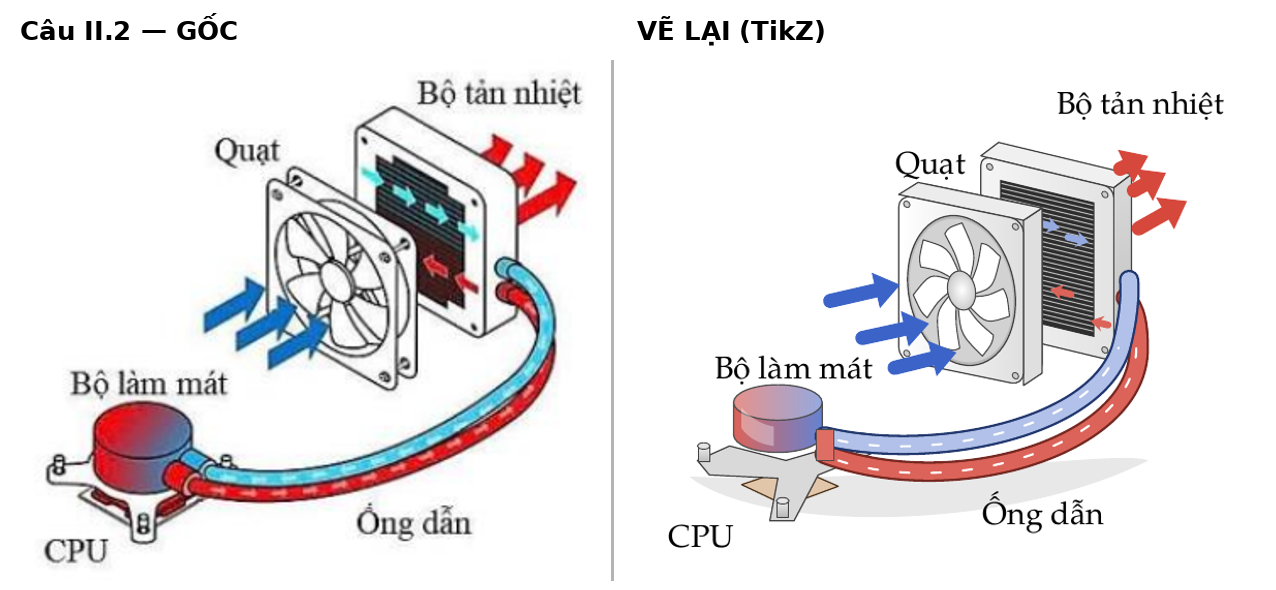 Câu II.2 — GỐC
Bộ tản nhiệt
Quạt
Bộ làm mát
Ống dẫn
CPU
VẼ LẠI (TikZ)
Bộ tản nhiệt
Quạt
Bộ làm mát
Ống dẫn
CPU